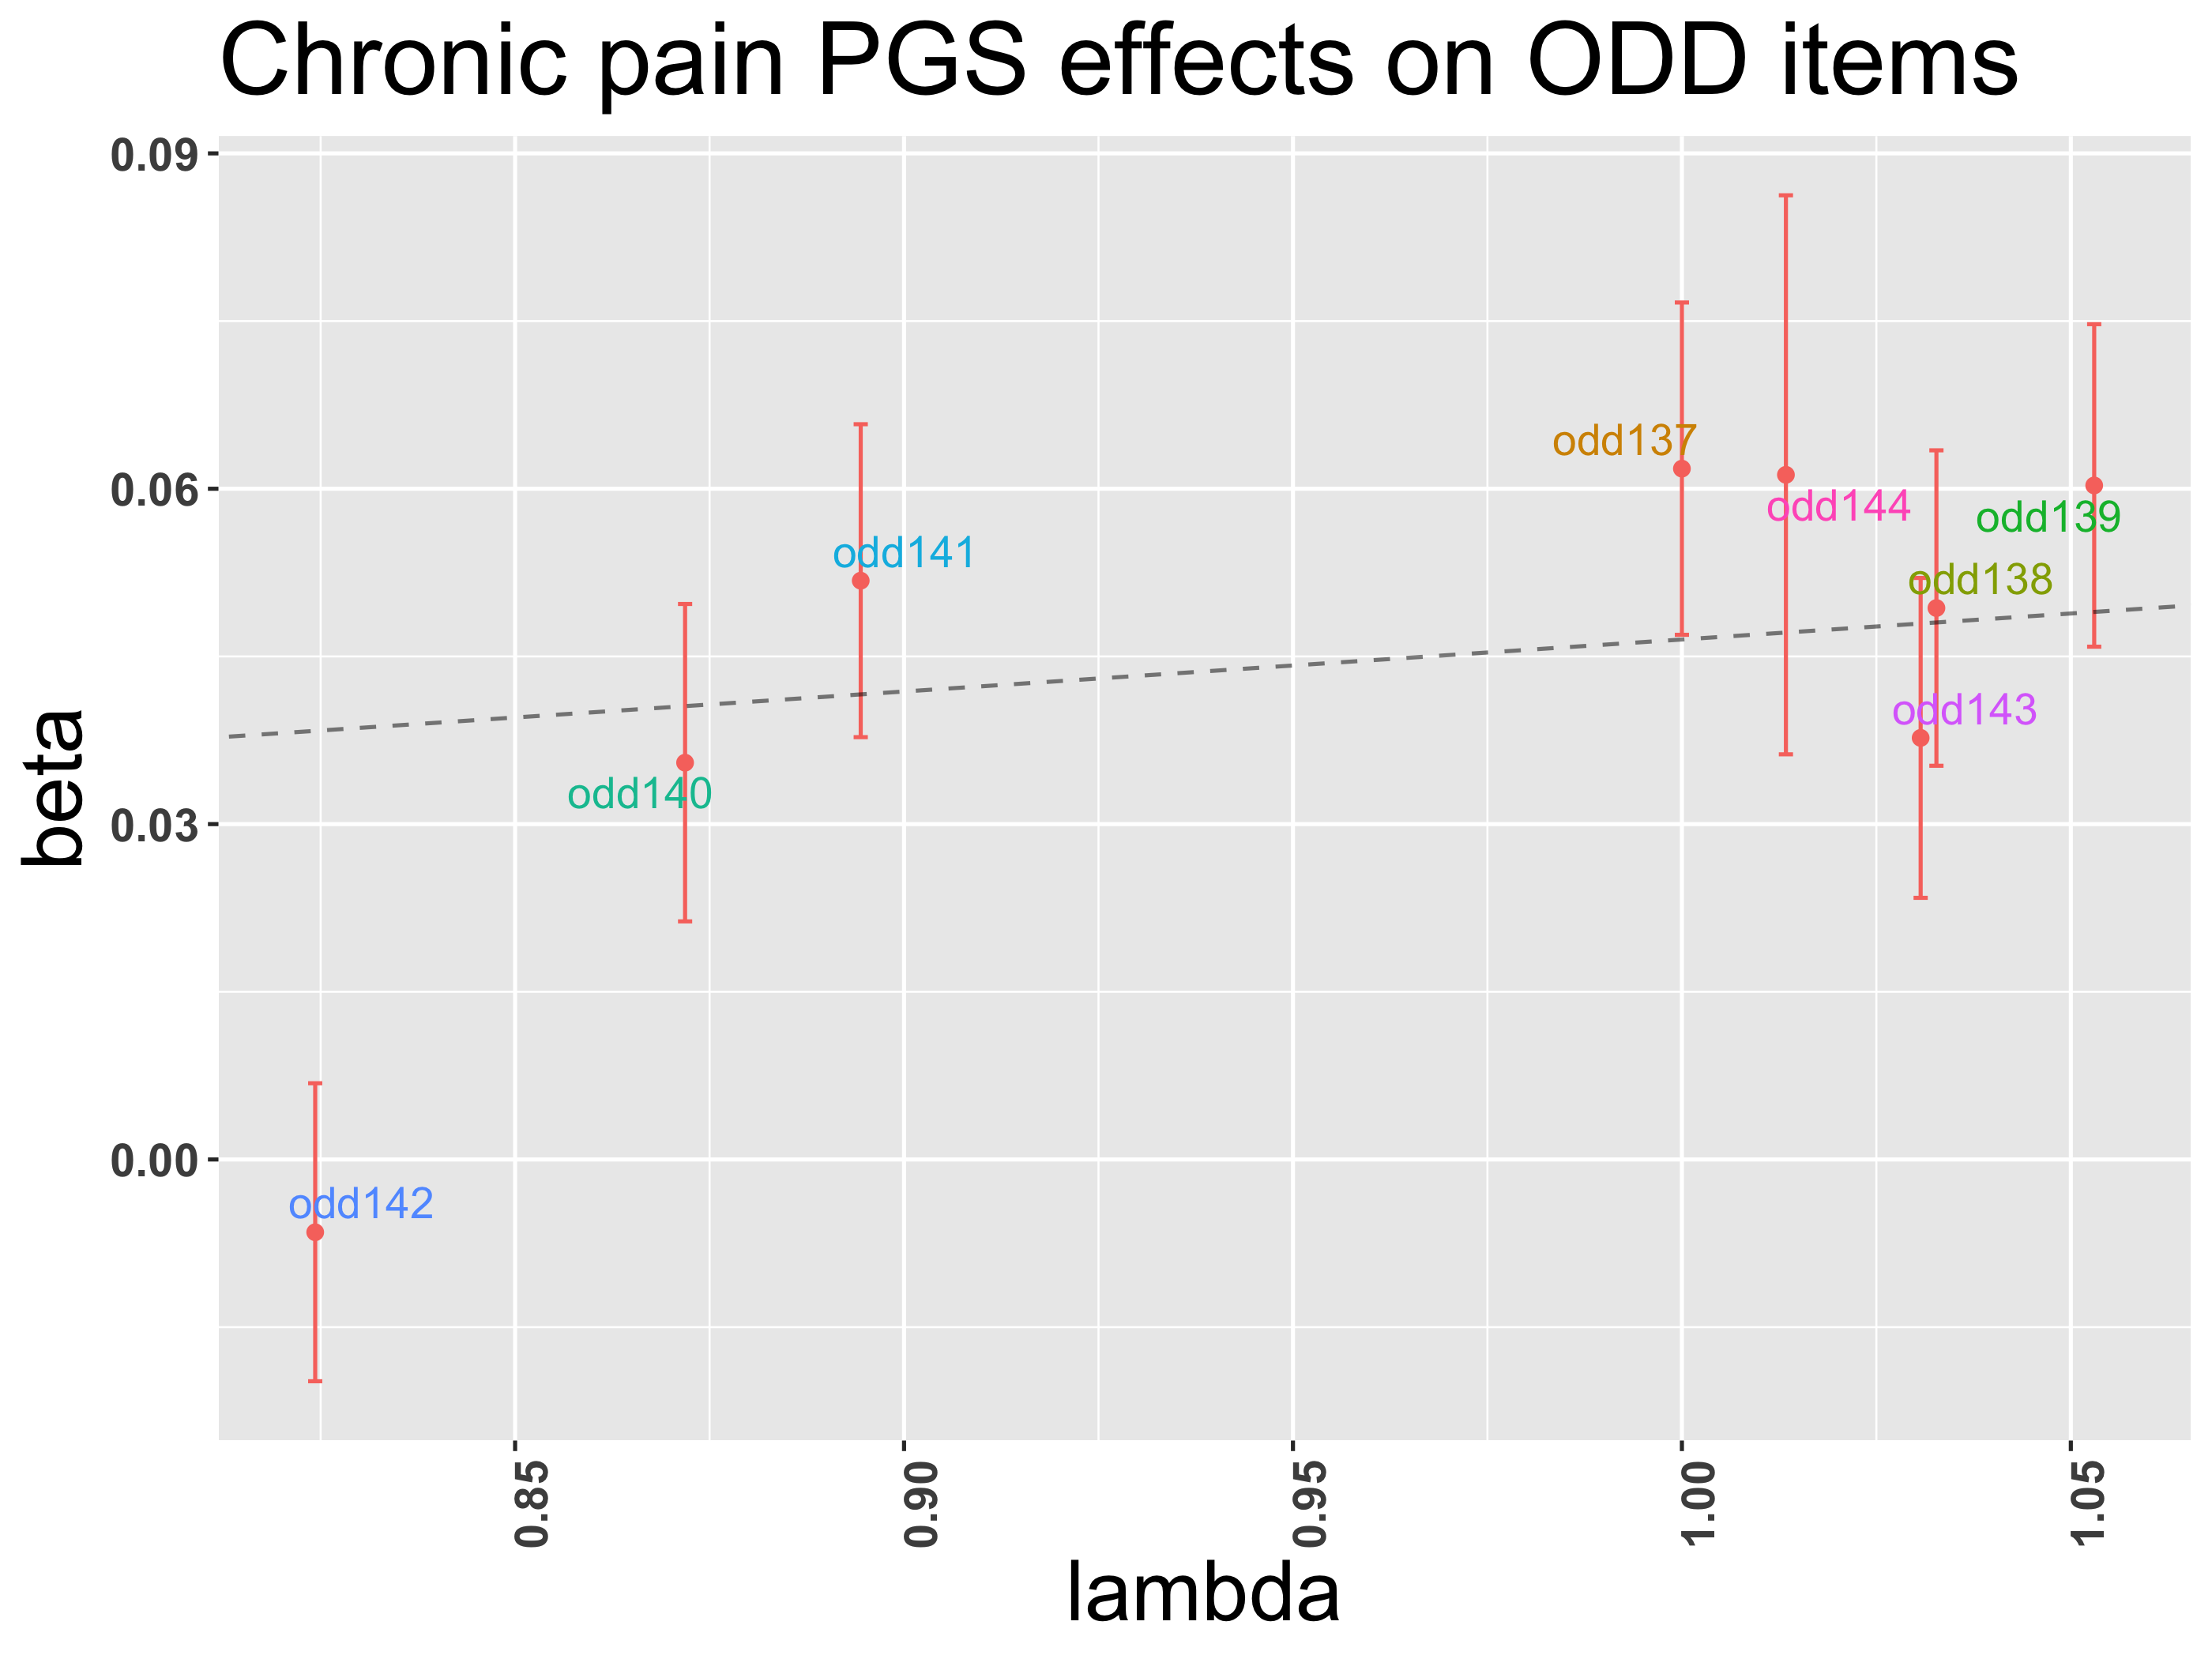 Chronic pain PGS effects on ODD items
0.09
0.06
0.03
0.00
beta
odd137
odd144
odd139
odd141
odd138
odd143
odd140
odd142
0.85
0.90
0.95
1.00
1.05
lambda